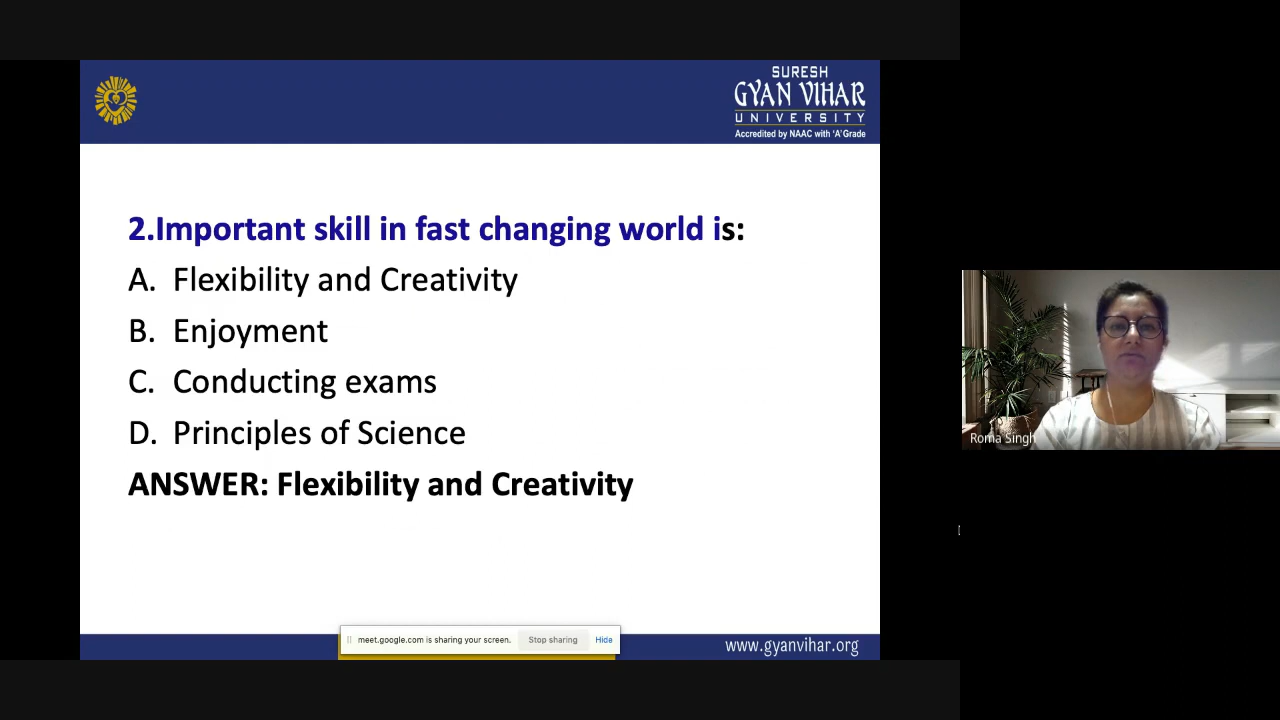 SURESH
GYAN VIHAR
UNIVERSITY
Accredited by NAAC with 'A' Grade
2.Important skill in fast changing world is:
A. Flexibility and Creativity
B. Enjoyment
C. Conducting exams
D. Principles of Science
ANSWER: Flexibility and Creativity
Roma Singh
meet.google.com is sharing your screen. Stop sharing Hide
www.gyanvihar.org